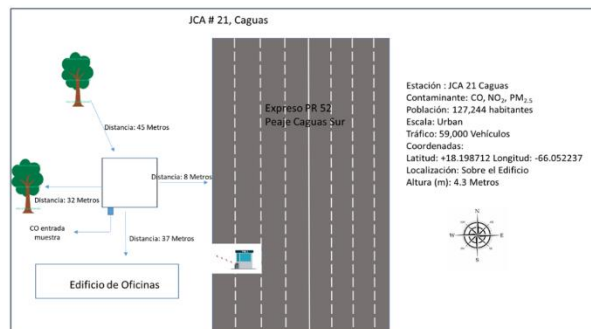 JCA # 21, Caguas
Expreso PR 52
Peaje Caguas Sur
Distancia: 45 Metros
Distancia: 8 Metros
Distancia: 32 Metros
CO entrada
muestra
Distancia: 37 Metros
Edificio de Oficinas
Estación : JCA 21 Caguas
Contaminante: CO, NO₂, PM₂.₅
Población: 127,244 habitantes
Escala: Urban
Tráfico: 59,000 Vehículos
Coordenadas:
Latitud: +18.198712 Longitud: -66.052237
Localización: Sobre el Edificio
Altura (m): 4.3 Metros
N
W E
S